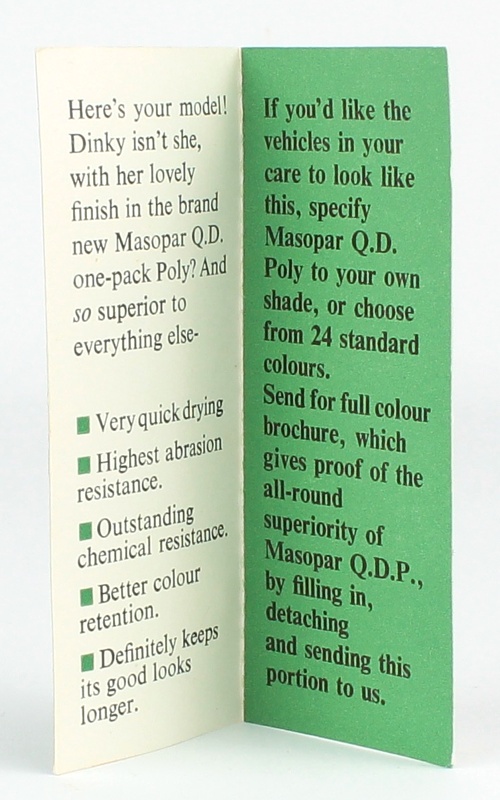 Here's your model!
Dinky isn't she,
with her lovely
finish in the brand
new Masopar Q.D.
one-pack Poly? And
so superior to
everything else-
Very quick drying
Highest abrasion
resistance.
Outstanding
chemical resistance.
Better colour
retention.
Definitely keeps
its good looks
longer.
If you'd like the
vehicles in your
care to look like
this, specify
Masopar Q.D.
Poly to your own
shade, or choose
from 24 standard
colours.
Send for full colour
brochure, which
gives proof of the
all-round
superiority of
Masopar Q.D.P.,
by filling in,
detaching
and sending this
portion to us.